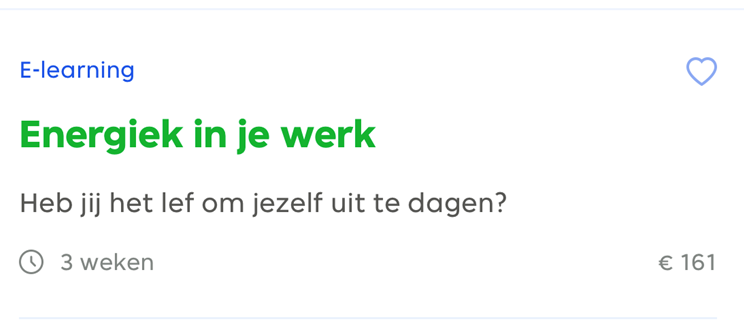 E-learning
Energiek in je werk
Heb jij het lef om jezelf uit te dagen?
3 weken
€ 161